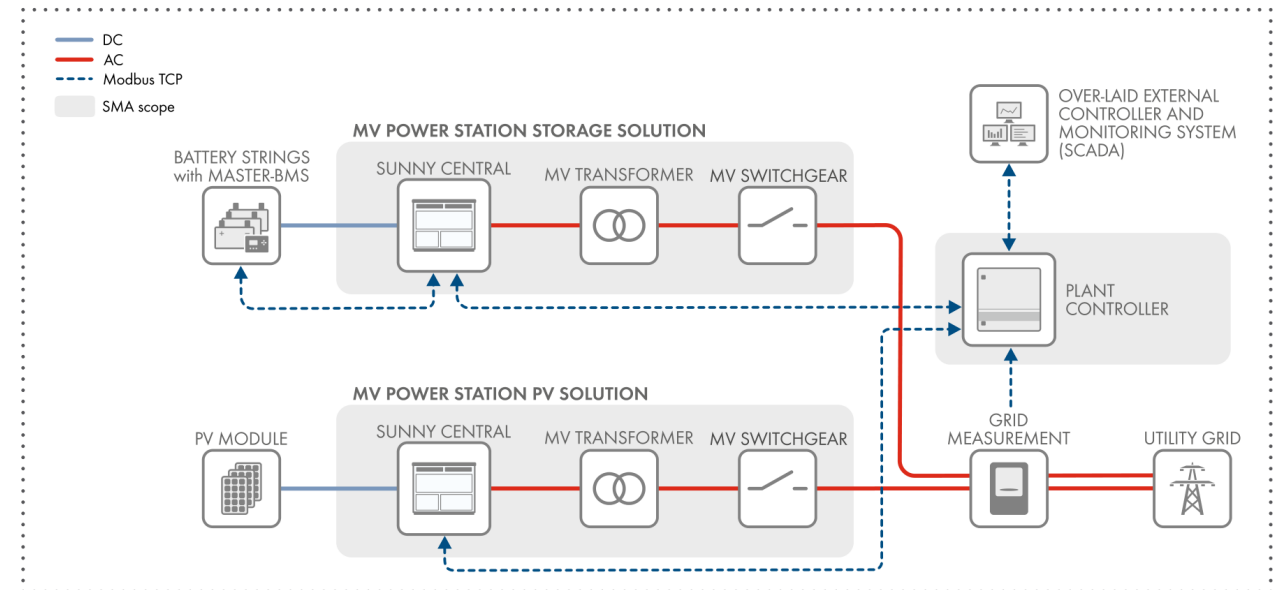 DC
AC
Modbus TCP
SMA scope
MV POWER STATION STORAGE SOLUTION
BATTERY STRINGS
with MASTER-BMS
SUNNY CENTRAL
MV TRANSFORMER
MV SWITCHGEAR
OVER-LAID EXTERNAL
CONTROLLER AND
MONITORING SYSTEM
(SCADA)
PLANT
CONTROLLER
MV POWER STATION PV SOLUTION
PV MODULE
SUNNY CENTRAL
MV TRANSFORMER
MV SWITCHGEAR
GRID
MEASUREMENT
UTILITY GRID